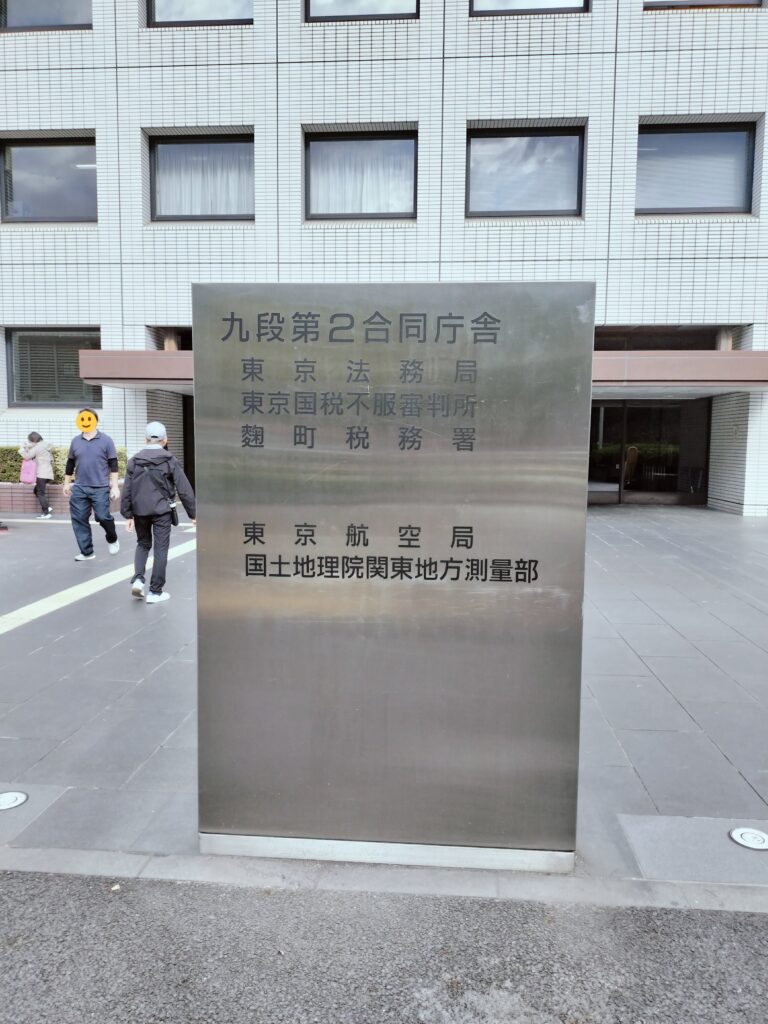 九段第2合同庁舎
東京法務局
東京国税不服審判所
麹町税務署
東京航空局
国土地理院関東地方測量部